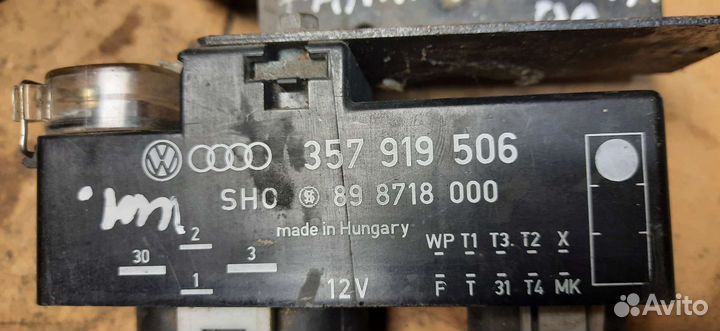 357 919 506
SHO 89 8718 000
made in Hungary
2
30
3
1
12V
WP T1 T3. T2 X
F T 31 T4 MK
Avito